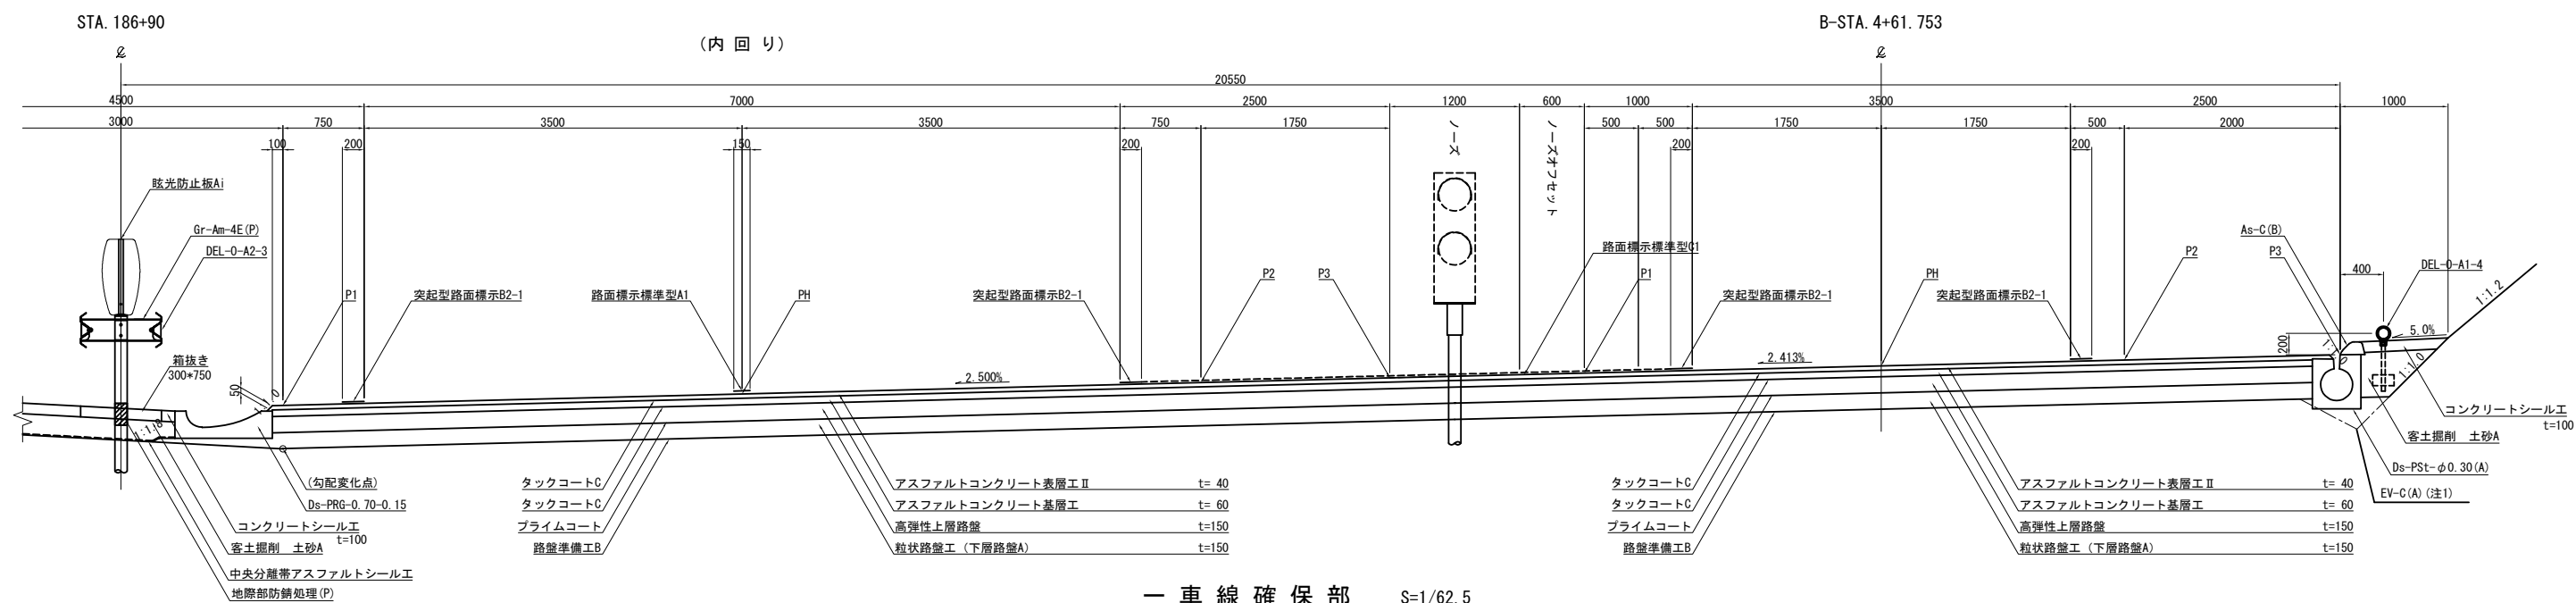 STA.186+90
B-STA.4+61.753
(内 回 り)
20550
4500
7000
2500
1200
600
1000
3500
2500
1000
3000
750
3500
3500
750
1750
500
500
1750
1750
500
2000
100
200
150
200
200
200
400
ノーズ
ノーズオフセット
眩光防止板Ai
Gr-Am-4E(P)
DEL-O-A2-3
P1
突起型路面標示B2-1
路面標示標準型A1
PH
突起型路面標示B2-1
P2
P3
路面標示標準型C1
P1
突起型路面標示B2-1
PH
突起型路面標示B2-1
P2
As-C(B)
P3
DEL-O-A1-4
1:1.2
5.0%
200
1:1.0
箱抜き
300*750
50
1:1.8
2.500%
2.413%
コンクリートシール工
t=100
客土掘削 土砂A
Ds-PSt-φ0.30(A)
EV-C(A)(注1)
(勾配変化点)
Ds-PRG-0.70-0.15
コンクリートシール工
t=100
客土掘削 土砂A
中央分離帯アスファルトシール工
地際部防錆処理(P)
タックコートC
タックコートC
プライムコート
路盤準備工B
アスファルトコンクリート表層工Ⅱ t= 40
アスファルトコンクリート基層工 t= 60
高弾性上層路盤 t=150
粒状路盤工(下層路盤A) t=150
タックコートC
タックコートC
プライムコート
路盤準備工B
アスファルトコンクリート表層工Ⅱ t= 40
アスファルトコンクリート基層工 t= 60
高弾性上層路盤 t=150
粒状路盤工(下層路盤A) t=150
一 車 線 確 保 部 S=1/62.5